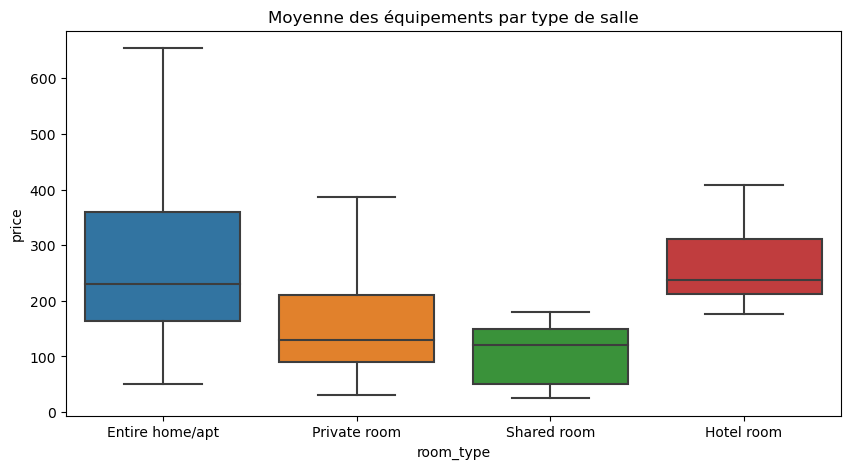 Moyenne des équipements par type de salle
price
600
500
400
300
200
100
0
Entire home/apt
Private room
Shared room
Hotel room
room_type